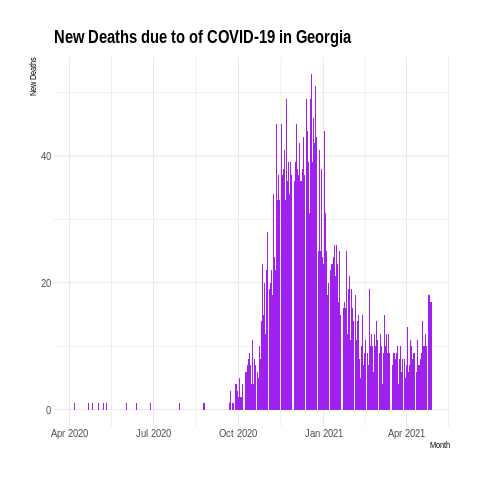 New Deaths due to of COVID-19 in Georgia
New Deaths
40
20
0
Apr 2020
Jul 2020
Oct 2020
Jan 2021
Apr 2021
Month